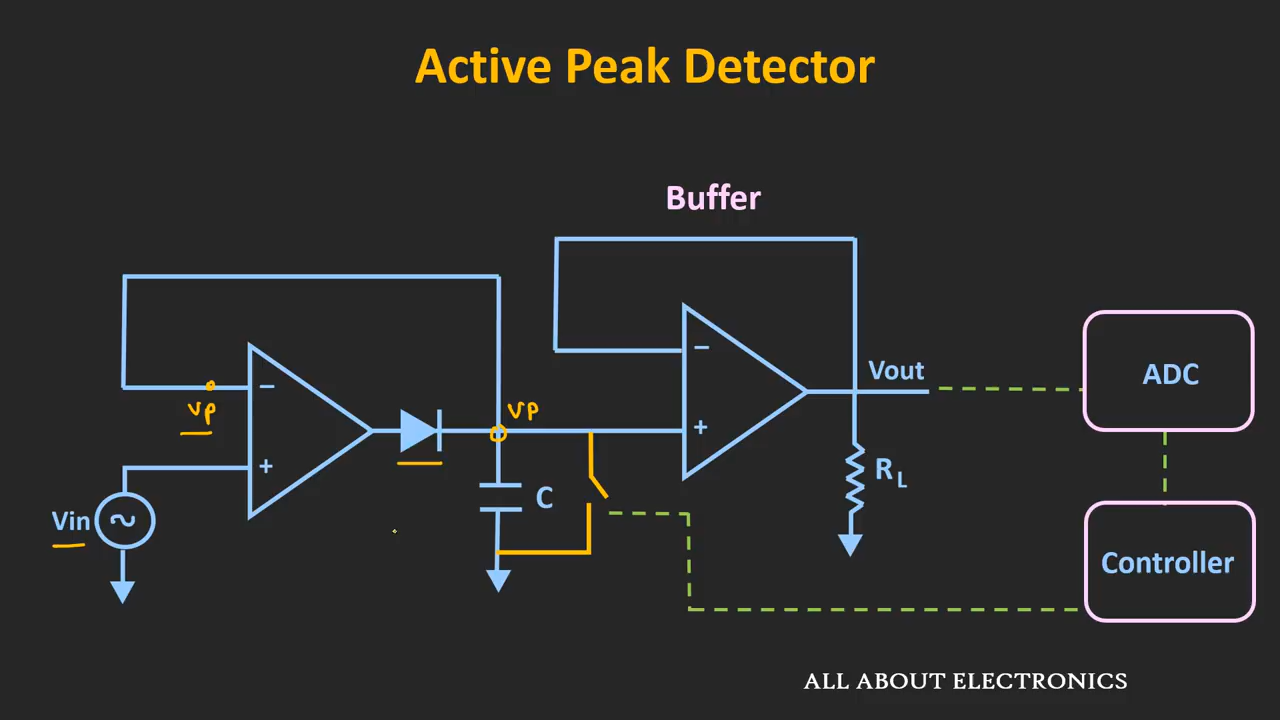 Active Peak Detector
Buffer
Vout
ADC
−
−
vp
vp
+
+
RL
C
Vin
~
Controller
ALL ABOUT ELECTRONICS